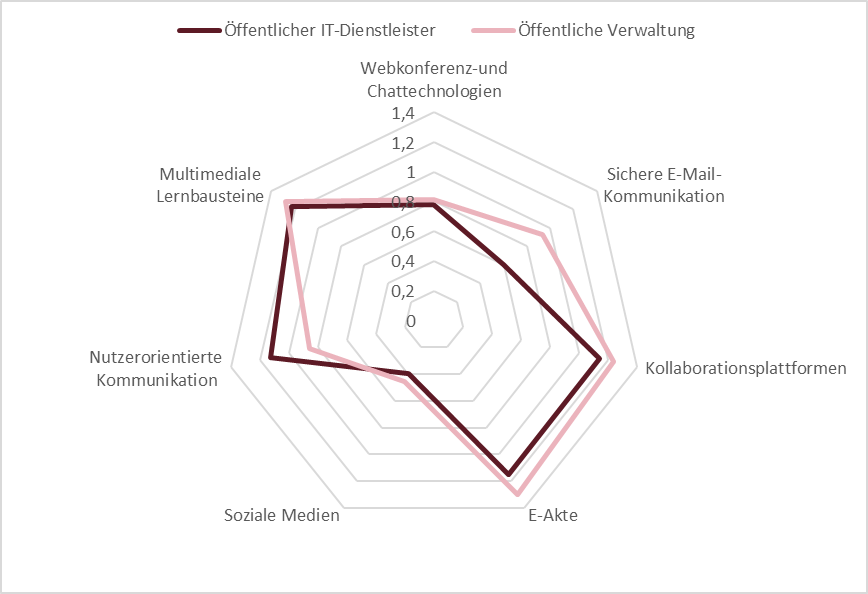 Öffentlicher IT-Dienstleister
Öffentliche Verwaltung
Webkonferenz-und
Chattechnologien
1,4
1,2
1
0,8
0,6
0,4
0,2
0
Sichere E-Mail-
Kommunikation
Kollaborationsplattformen
E-Akte
Soziale Medien
Nutzerorientierte
Kommunikation
Multimediale
Lernbausteine